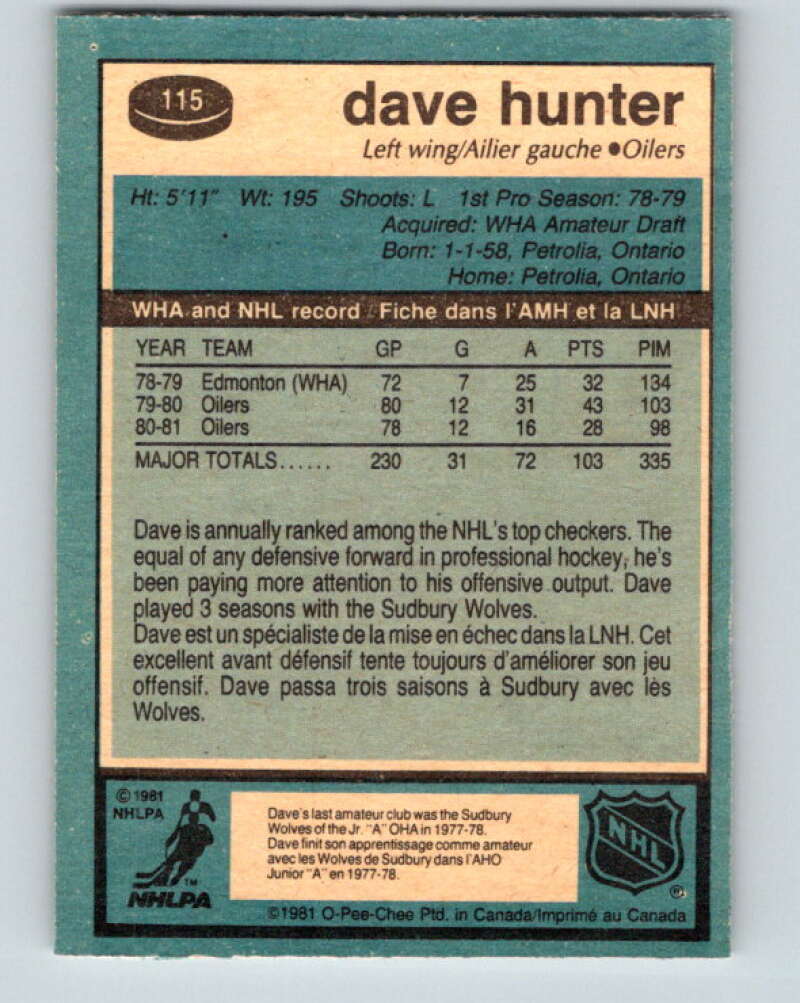 115
dave hunter
Left wing/Ailier gauche ●Oilers
Ht: 5'11" Wt: 195 Shoots: L 1st Pro Season: 78-79
Acquired: WHA Amateur Draft
Born: 1-1-58, Petrolia, Ontario
Home: Petrolia, Ontario
WHA and NHL record / Fiche dans l'AMH et la LNH
YEAR TEAM GP G A PTS PIM
78-79 Edmonton (WHA) 72 7 25 32 134
79-80 Oilers 80 12 31 43 103
80-81 Oilers 78 12 16 28 98
MAJOR TOTALS...... 230 31 72 103 335
Dave is annually ranked among the NHL's top checkers. The
equal of any defensive forward in professional hockey, he's
been paying more attention to his offensive output. Dave
played 3 seasons with the Sudbury Wolves.
Dave est un spécialiste de la mise en échec dans la LNH. Cet
excellent avant défensif tente toujours d'améliorer son jeu
offensif. Dave passa trois saisons à Sudbury avec lès
Wolves.
© 1981
NHLPA
TM
NHLPA
Dave's last amateur club was the Sudbury
Wolves of the Jr. "A" OHA in 1977-78.
Dave finit son apprentissage comme amateur
avec les Wolves de Sudbury dans l'AHO
Junior "A" en 1977-78.
NHL
®
©1981 O-Pee-Chee Ptd. in Canada/Imprimé au Canada